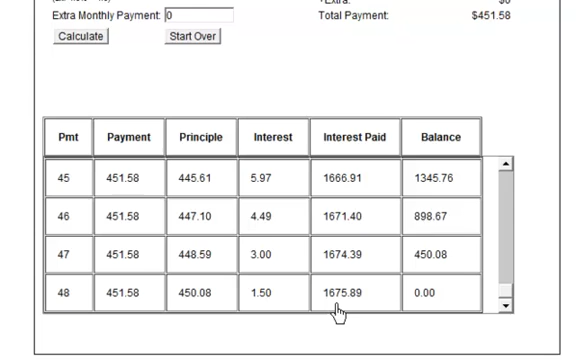 +Extra: $0
Extra Monthly Payment: 0 Total Payment: $451.58
Calculate Start Over
Pmt Payment Principle Interest Interest Paid Balance
45 451.58 445.61 5.97 1666.91 1345.76
46 451.58 447.10 4.49 1671.40 898.67
47 451.58 448.59 3.00 1674.39 450.08
48 451.58 450.08 1.50 1675.89 0.00